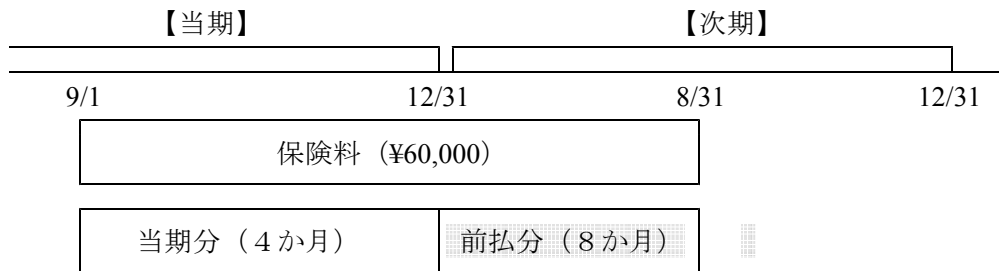 【当期】 【次期】
9/1 12/31 8/31 12/31
保険料（¥60,000）
当期分（４か月） 前払分（８か月）